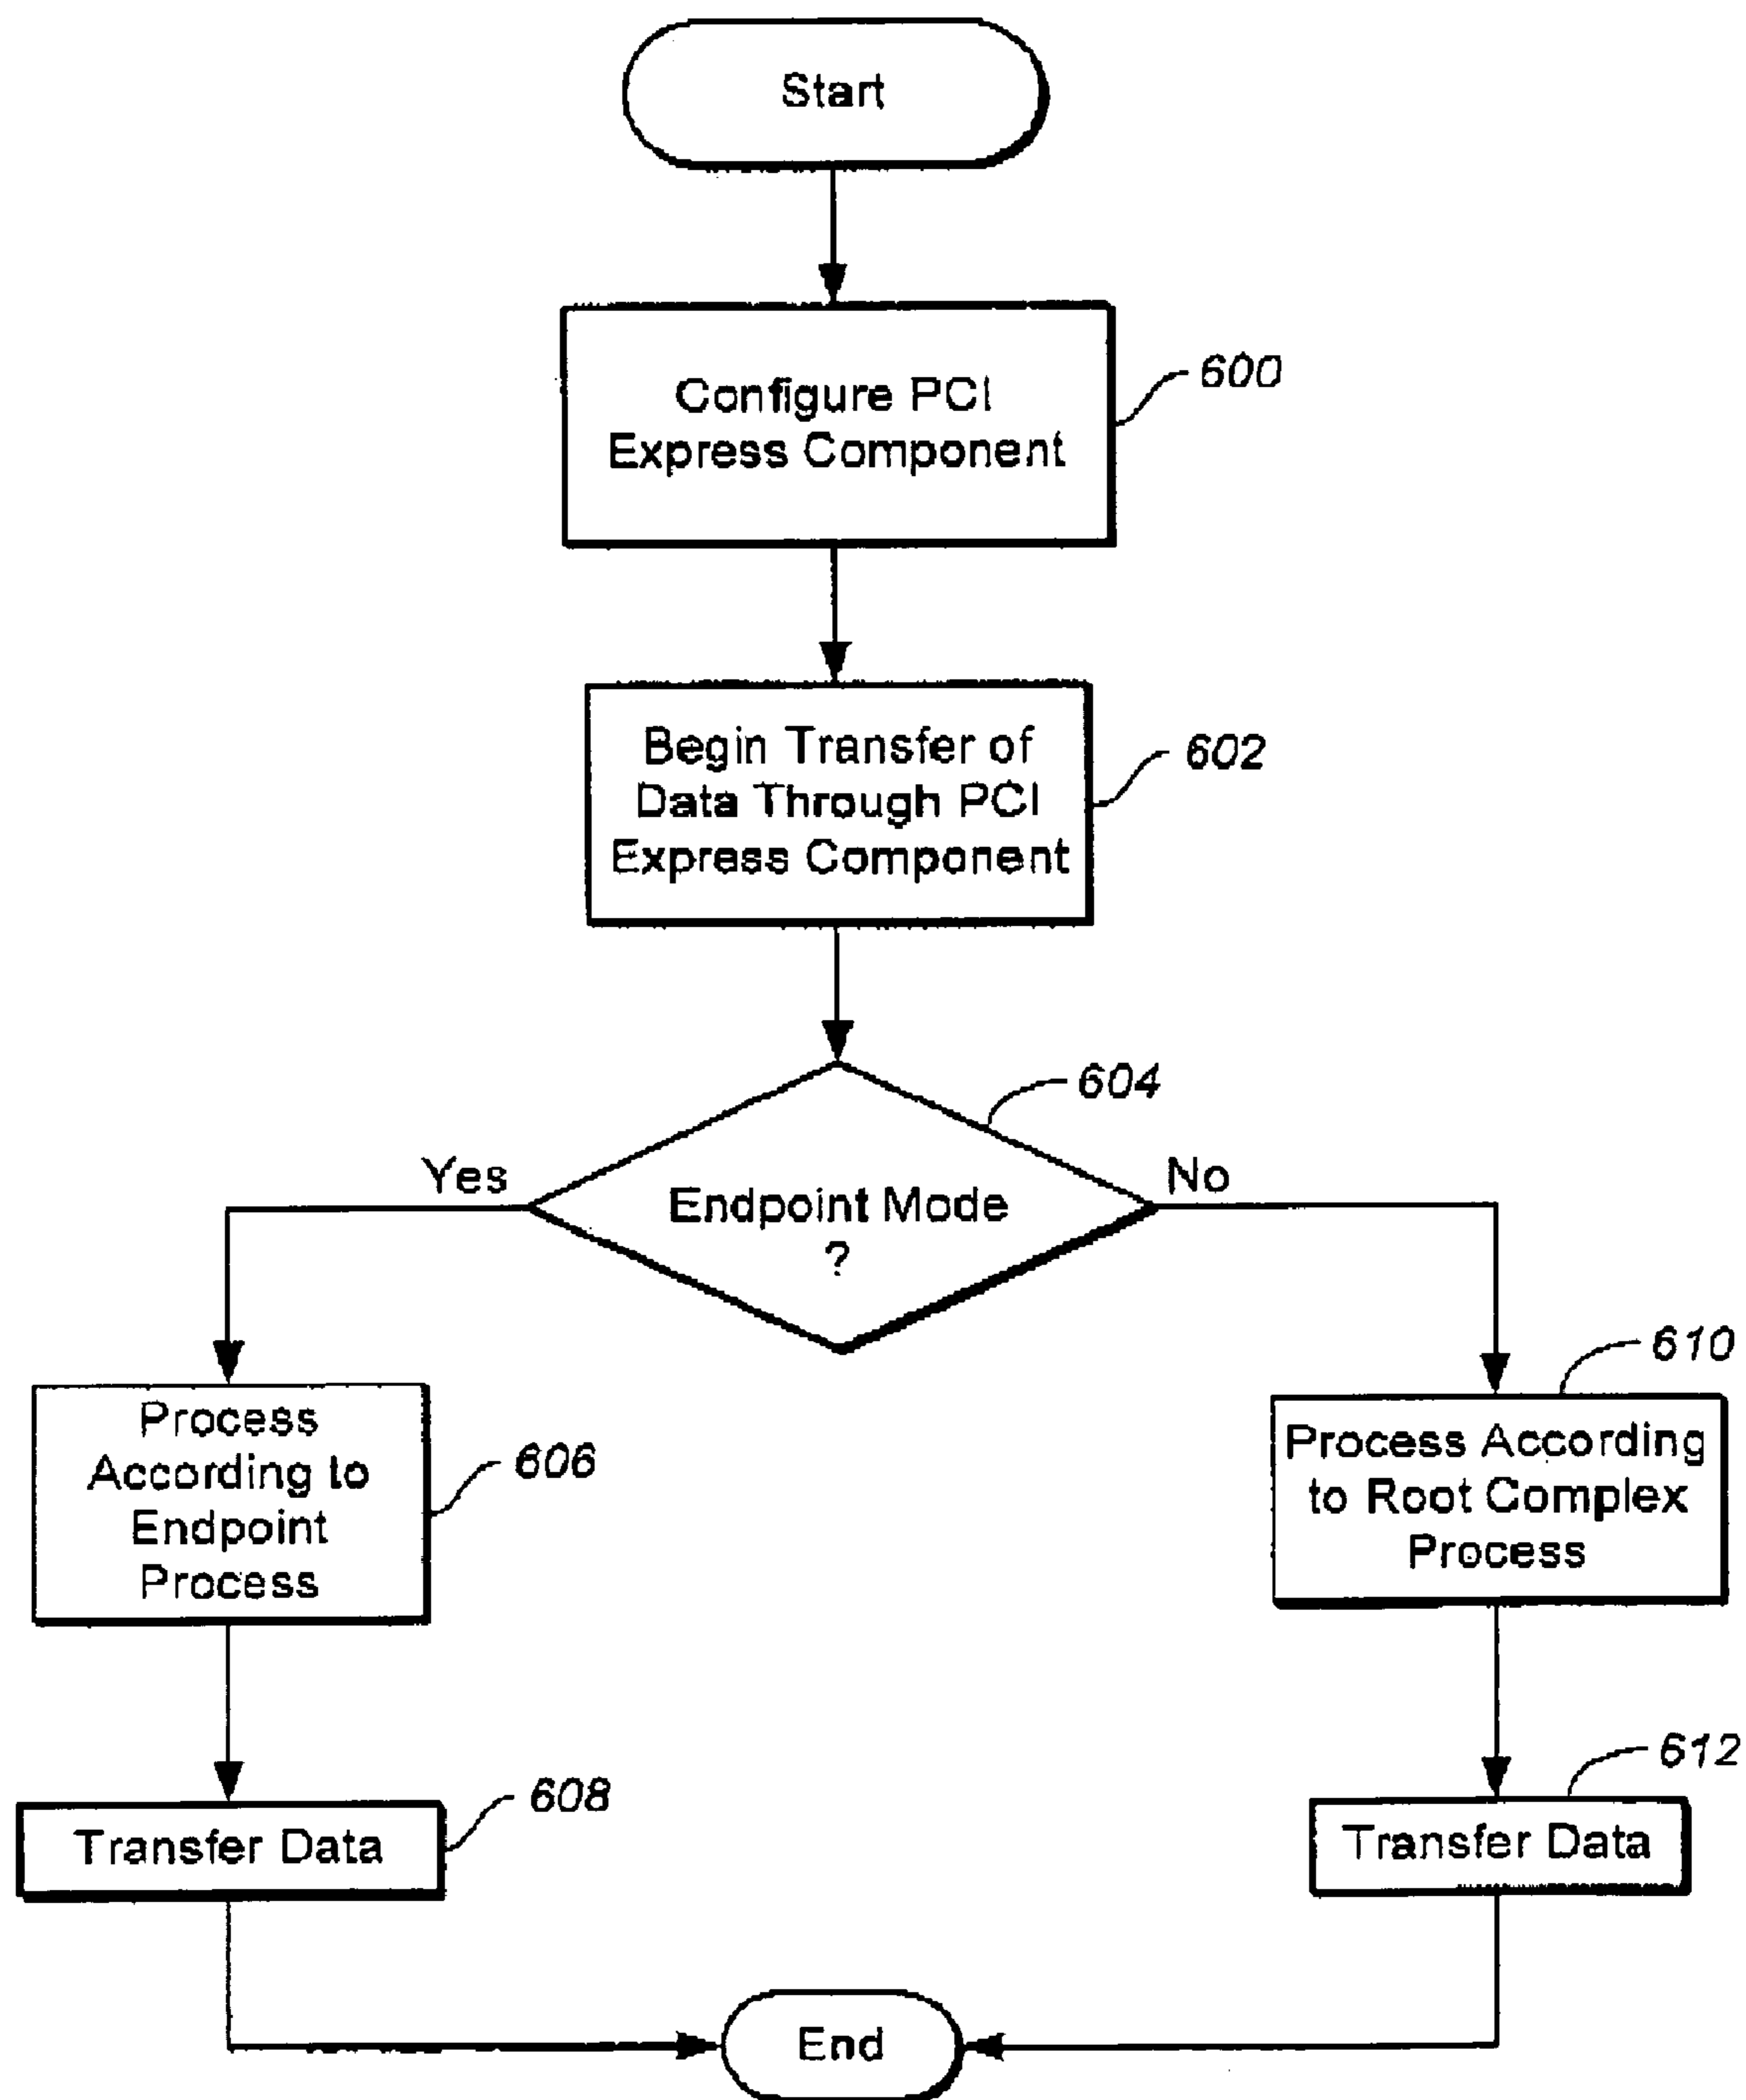 Start
Configure PCI
Express Component
600
Begin Transfer of
Data Through PCI
Express Component
602
604
Yes
No
Endpoint Mode
?
Process
According to
Endpoint
Process
606
610
Process According
to Root Complex
Process
Transfer Data
608
612
Transfer Data
End